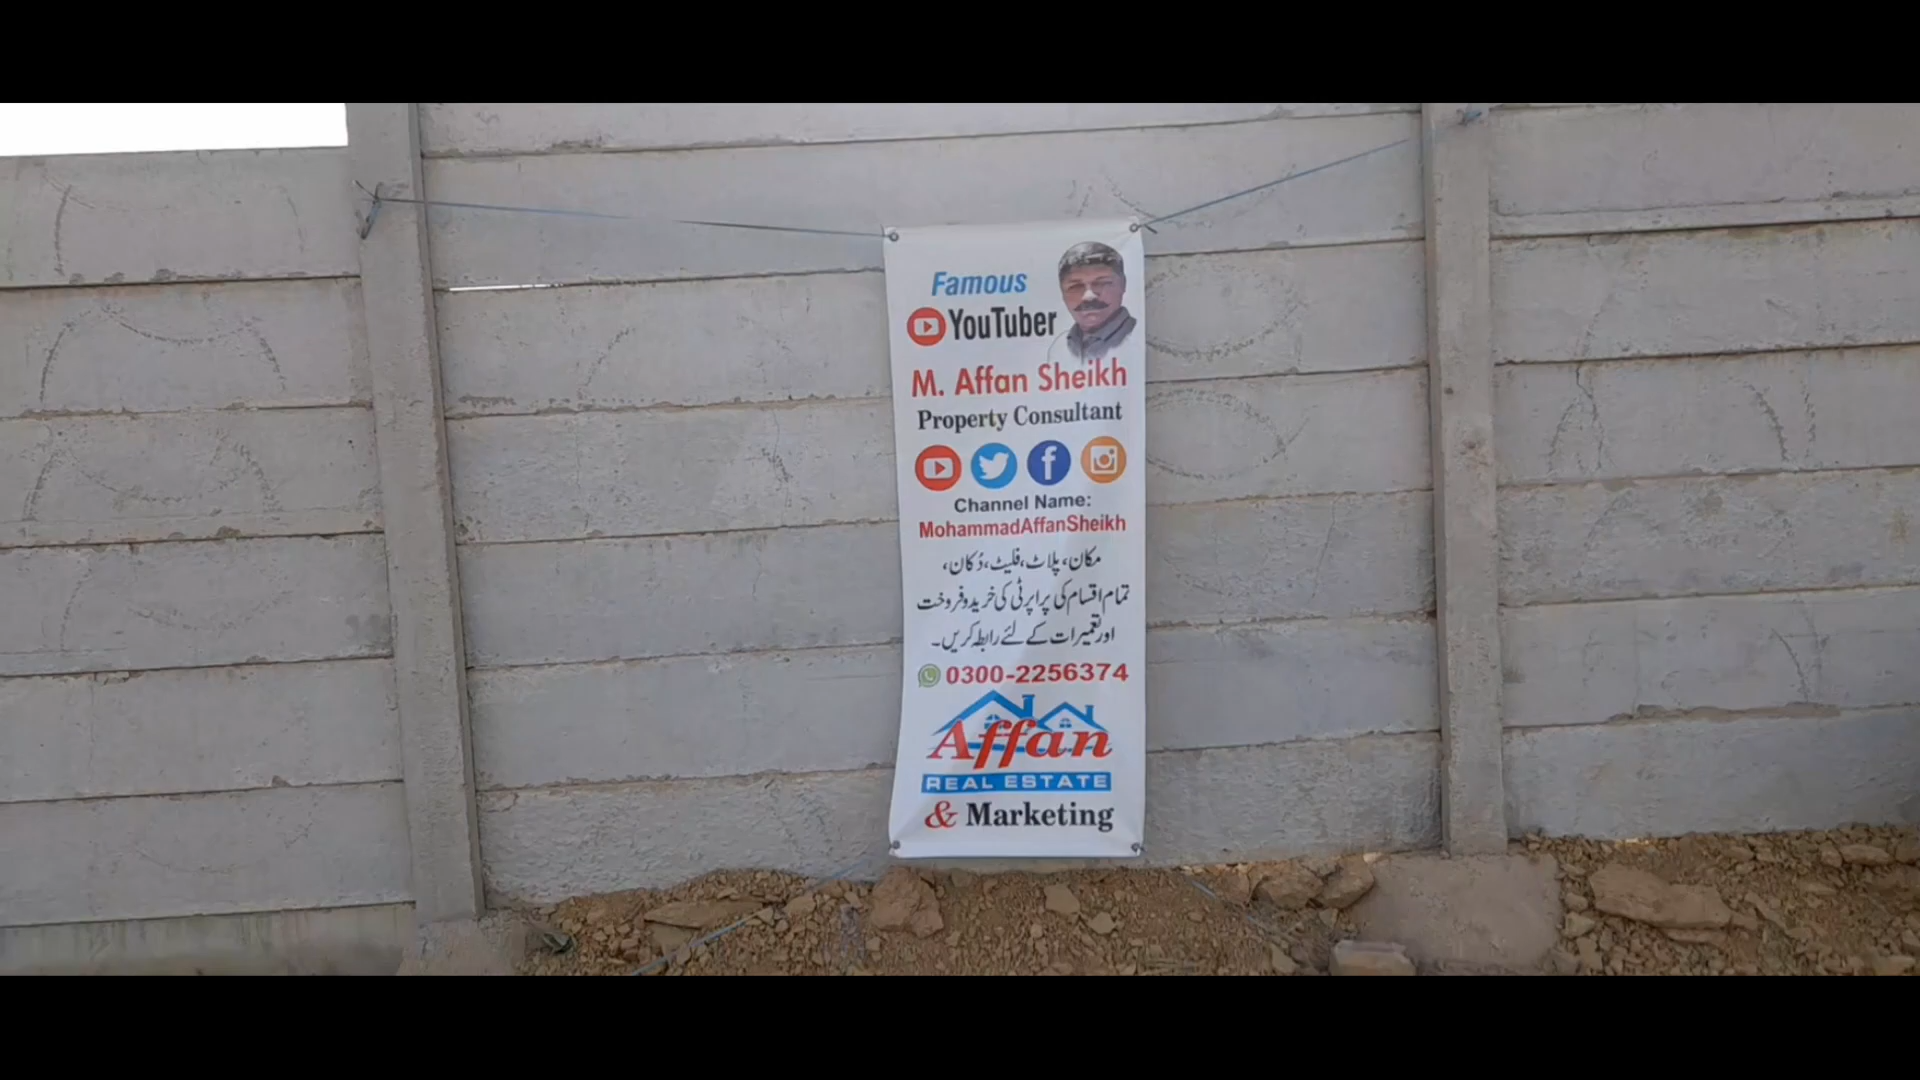 Famous
YouTuber
M. Affan Sheikh
Property Consultant
Channel Name:
MohammadAffanSheikh
مکان، پلاٹ، فلیٹ، دُکان،
تمام اقسام کی پراپرٹی کی خرید و فروخت
اور تعمیرات کے لئے رابطہ کریں۔
0300-2256374
Affan
REAL ESTATE
& Marketing